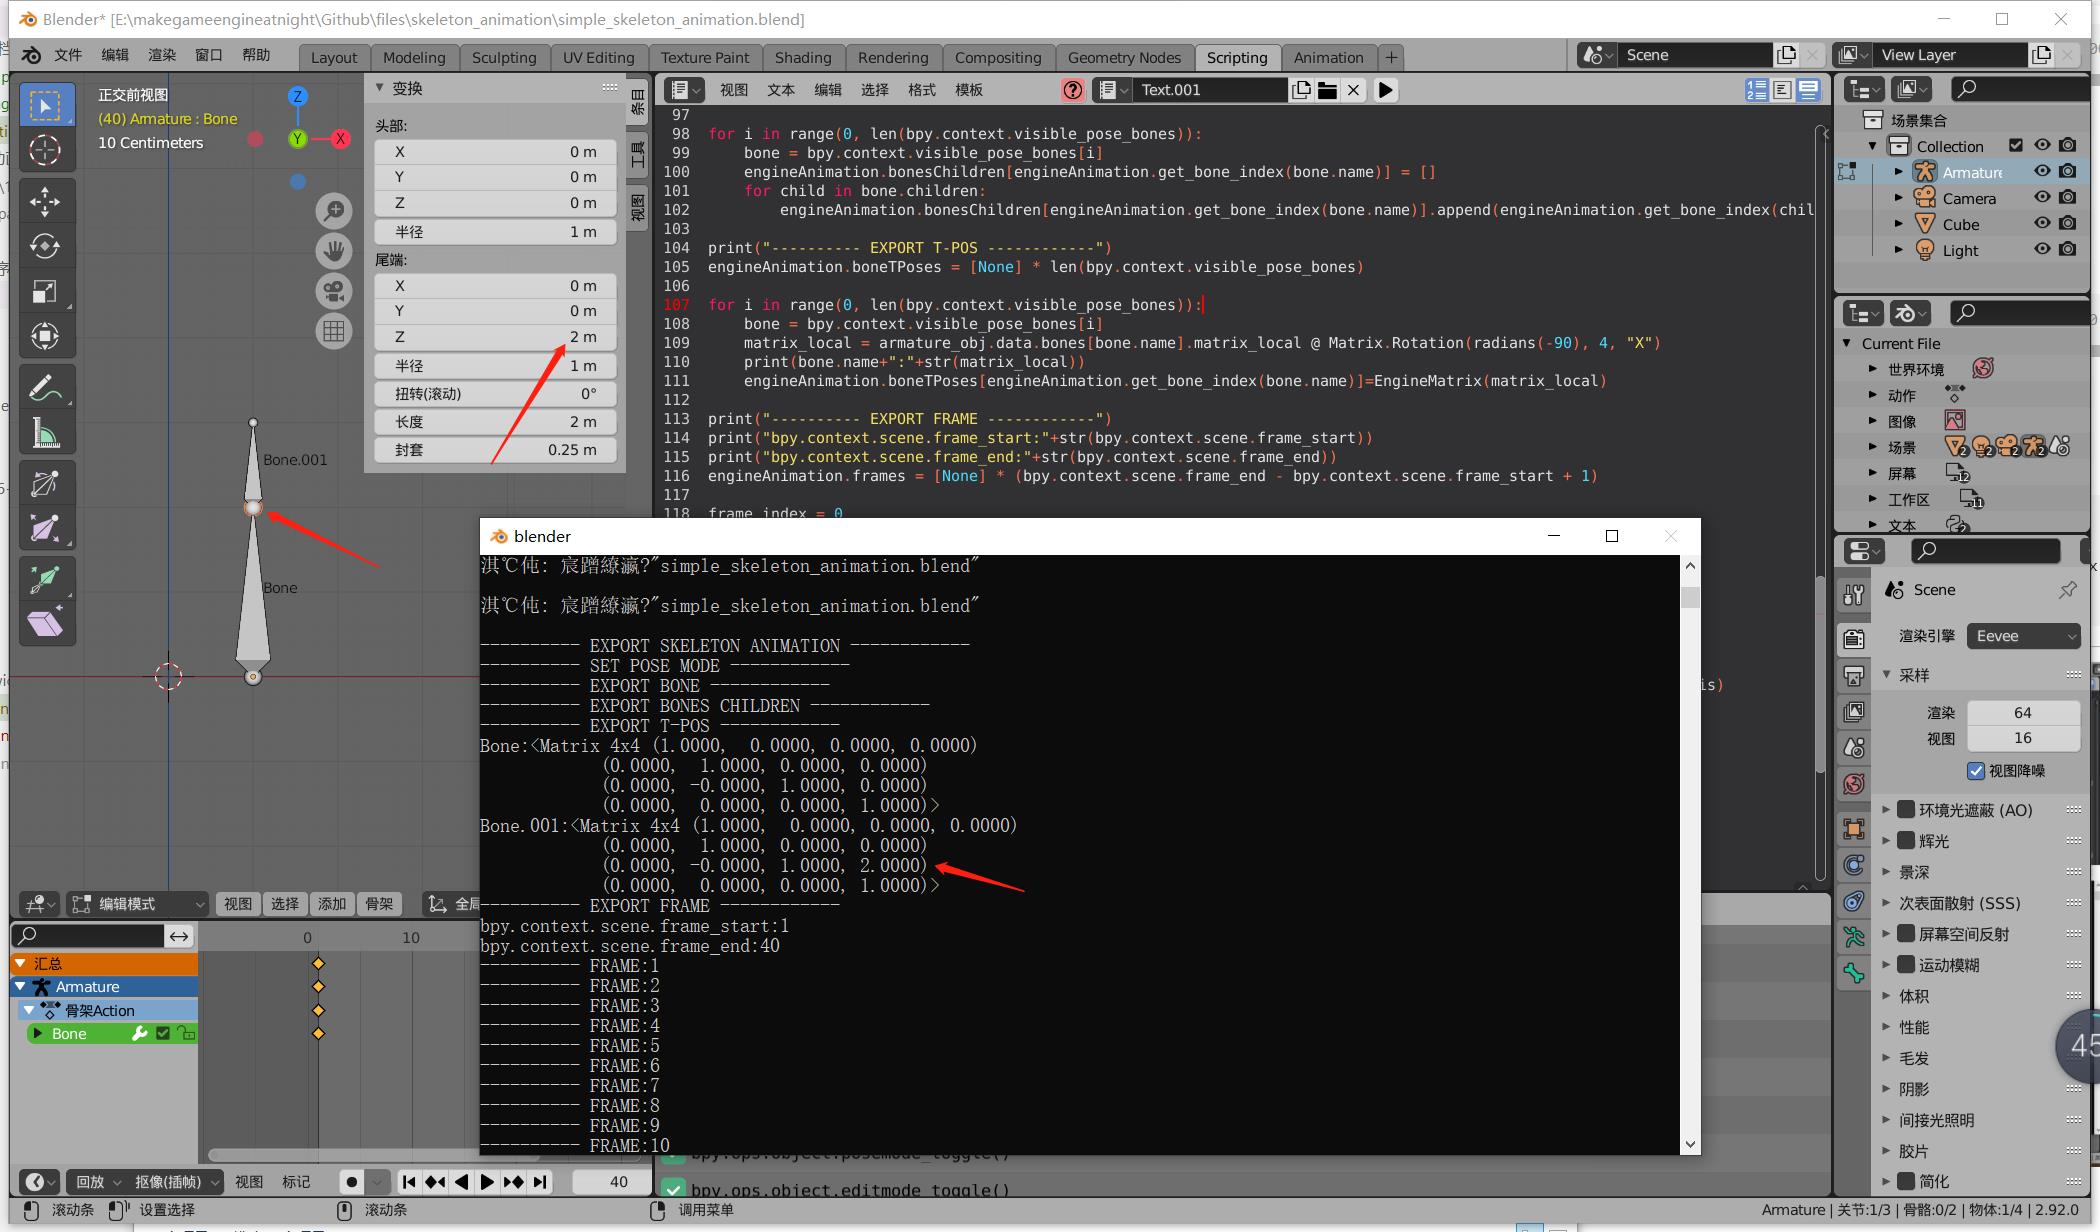 Blender* [E:\makegameengineatnight\Github\files\skeleton_animation\simple_skeleton_animation.blend]
文件 编辑 渲染 窗口 帮助 Layout Modeling Sculpting UV Editing Texture Paint Shading Rendering Compositing Geometry Nodes Scripting Animation + Scene View Layer
正交前视图
(40) Armature : Bone
10 Centimeters
Z
Y
X
变换
头部:
X 0 m
Y 0 m
Z 0 m
半径 1 m
尾端:
X 0 m
Y 0 m
Z 2 m
半径 1 m
扭转(滚动) 0°
长度 2 m
封套 0.25 m
条目
工具
视图
Bone.001
Bone
编辑模式 视图 选择 添加 骨架 全局
视图 文本 编辑 选择 格式 模板 Text.001
97
98 for i in range(0, len(bpy.context.visible_pose_bones)):
99 bone = bpy.context.visible_pose_bones[i]
100 engineAnimation.bonesChildren[engineAnimation.get_bone_index(bone.name)] = []
101 for child in bone.children:
102 engineAnimation.bonesChildren[engineAnimation.get_bone_index(bone.name)].append(engineAnimation.get_bone_index(chil
103
104 print("---------- EXPORT T-POS ------------")
105 engineAnimation.boneTPoses = [None] * len(bpy.context.visible_pose_bones)
106
107 for i in range(0, len(bpy.context.visible_pose_bones)):
108 bone = bpy.context.visible_pose_bones[i]
109 matrix_local = armature_obj.data.bones[bone.name].matrix_local @ Matrix.Rotation(radians(-90), 4, "X")
110 print(bone.name+":"+str(matrix_local))
111 engineAnimation.boneTPoses[engineAnimation.get_bone_index(bone.name)]=EngineMatrix(matrix_local)
112
113 print("---------- EXPORT FRAME ------------")
114 print("bpy.context.scene.frame_start:"+str(bpy.context.scene.frame_start))
115 print("bpy.context.scene.frame_end:"+str(bpy.context.scene.frame_end))
116 engineAnimation.frames = [None] * (bpy.context.scene.frame_end - bpy.context.scene.frame_start + 1)
117
118 frame_index = 0
is)
blender
淇℃伅: 宸蹭繚瀛?"simple_skeleton_animation.blend"
淇℃伅: 宸蹭繚瀛?"simple_skeleton_animation.blend"
---------- EXPORT SKELETON ANIMATION ------------
---------- SET POSE MODE ------------
---------- EXPORT BONE ------------
---------- EXPORT BONES CHILDREN ------------
---------- EXPORT T-POS ------------
Bone:<Matrix 4x4 (1.0000, 0.0000, 0.0000, 0.0000)
(0.0000, 1.0000, 0.0000, 0.0000)
(0.0000, -0.0000, 1.0000, 0.0000)
(0.0000, 0.0000, 0.0000, 1.0000)>
Bone.001:<Matrix 4x4 (1.0000, 0.0000, 0.0000, 0.0000)
(0.0000, 1.0000, 0.0000, 0.0000)
(0.0000, -0.0000, 1.0000, 2.0000)
(0.0000, 0.0000, 0.0000, 1.0000)>
---------- EXPORT FRAME ------------
bpy.context.scene.frame_start:1
bpy.context.scene.frame_end:40
---------- FRAME:1
---------- FRAME:2
---------- FRAME:3
---------- FRAME:4
---------- FRAME:5
---------- FRAME:6
---------- FRAME:7
---------- FRAME:8
---------- FRAME:9
---------- FRAME:10
bpy.ops.object.posemode_toggle()
bpy.ops.object.editmode_toggle()
0 10
汇总
Armature
骨架Action
Bone
回放 抠像(插帧) 视图 标记 40
滚动条 设置选择 滚动条 调用菜单 Armature | 关节:1/3 | 骨骼:0/2 | 物体:1/4 | 2.92.0
场景集合
Collection
Armature
Camera
Cube
Light
Current File
世界环境
动作
图像
场景 2 2 2 2
屏幕 12
工作区 11
文本 2
Scene
渲染引擎 Eevee
采样
渲染 64
视图 16
视图降噪
环境光遮蔽 (AO)
辉光
景深
次表面散射 (SSS)
屏幕空间反射
运动模糊
体积
性能
毛发
阴影
间接光照明
胶片
简化
45